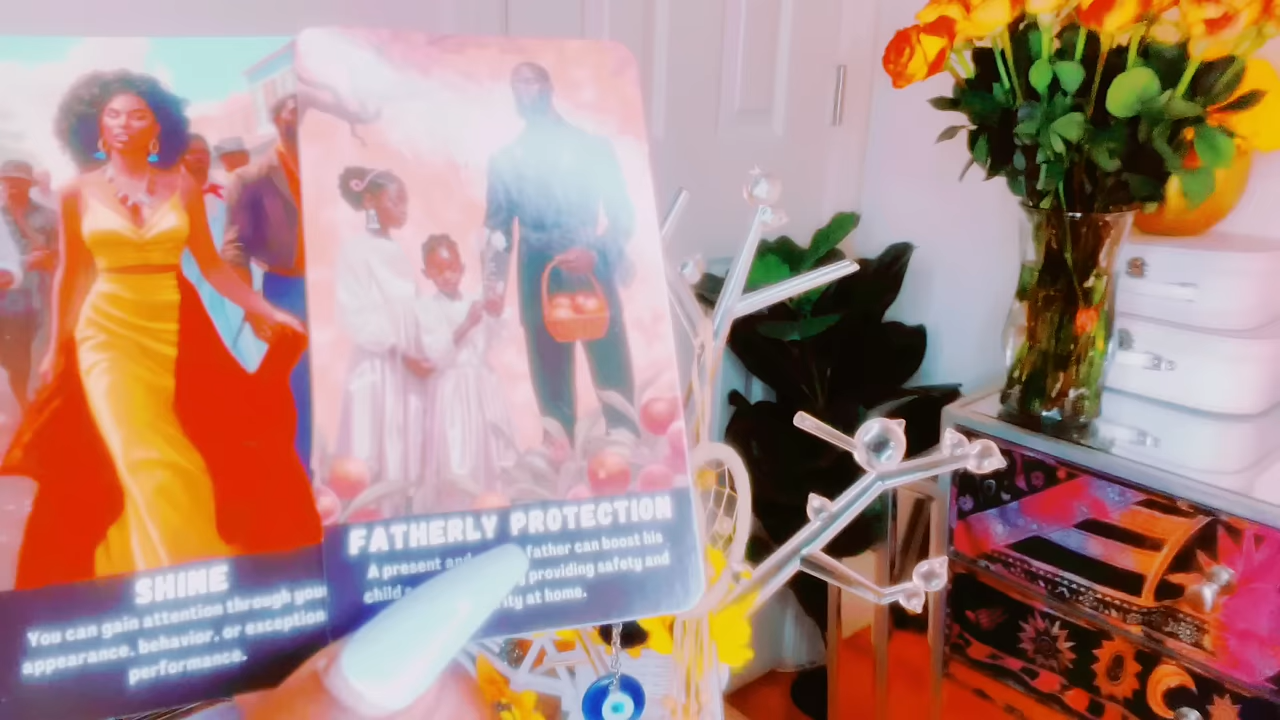 SHINE
You can gain attention through your
appearance, behavior, or exception
performance.
FATHERLY PROTECTION
A present and father can boost his
child providing safety and
at home.